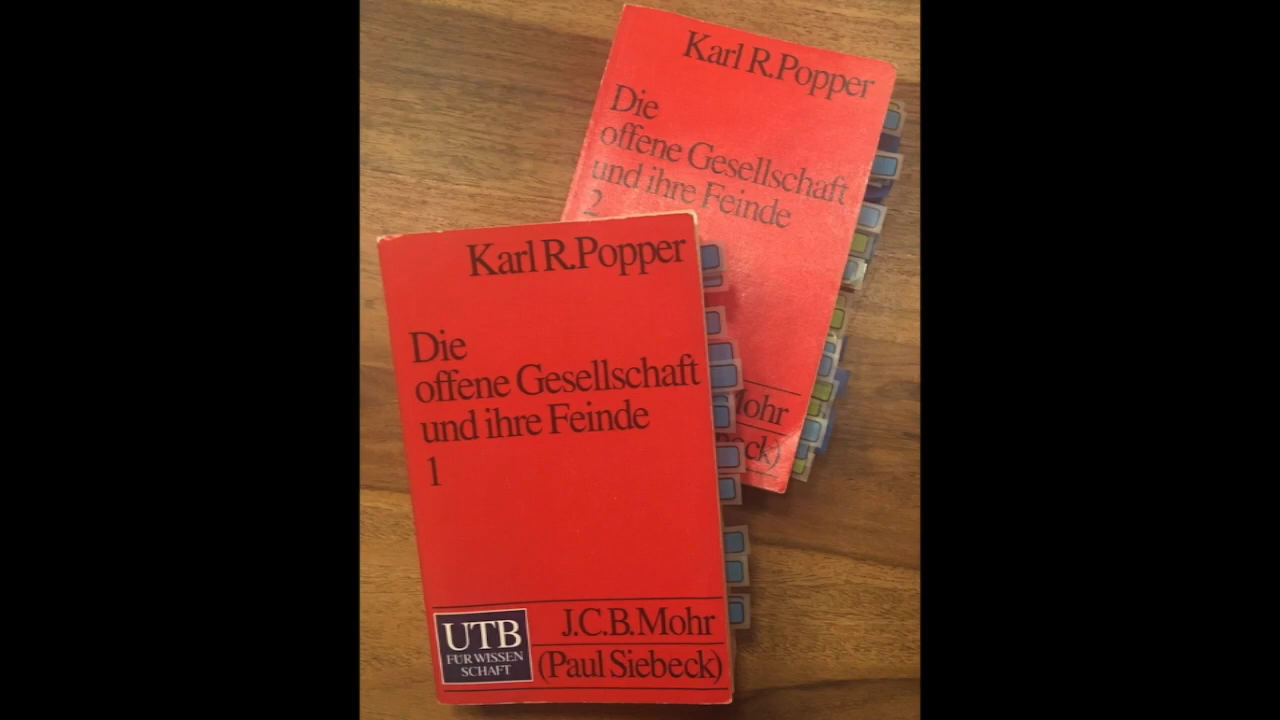 Karl R. Popper
Die
offene Gesellschaft
und ihre Feinde
2
Mohr
Karl R. Popper
Die
offene Gesellschaft
und ihre Feinde
1
UTB
FÜR WISSEN
SCHAFT
J.C.B. Mohr
(Paul Siebeck)